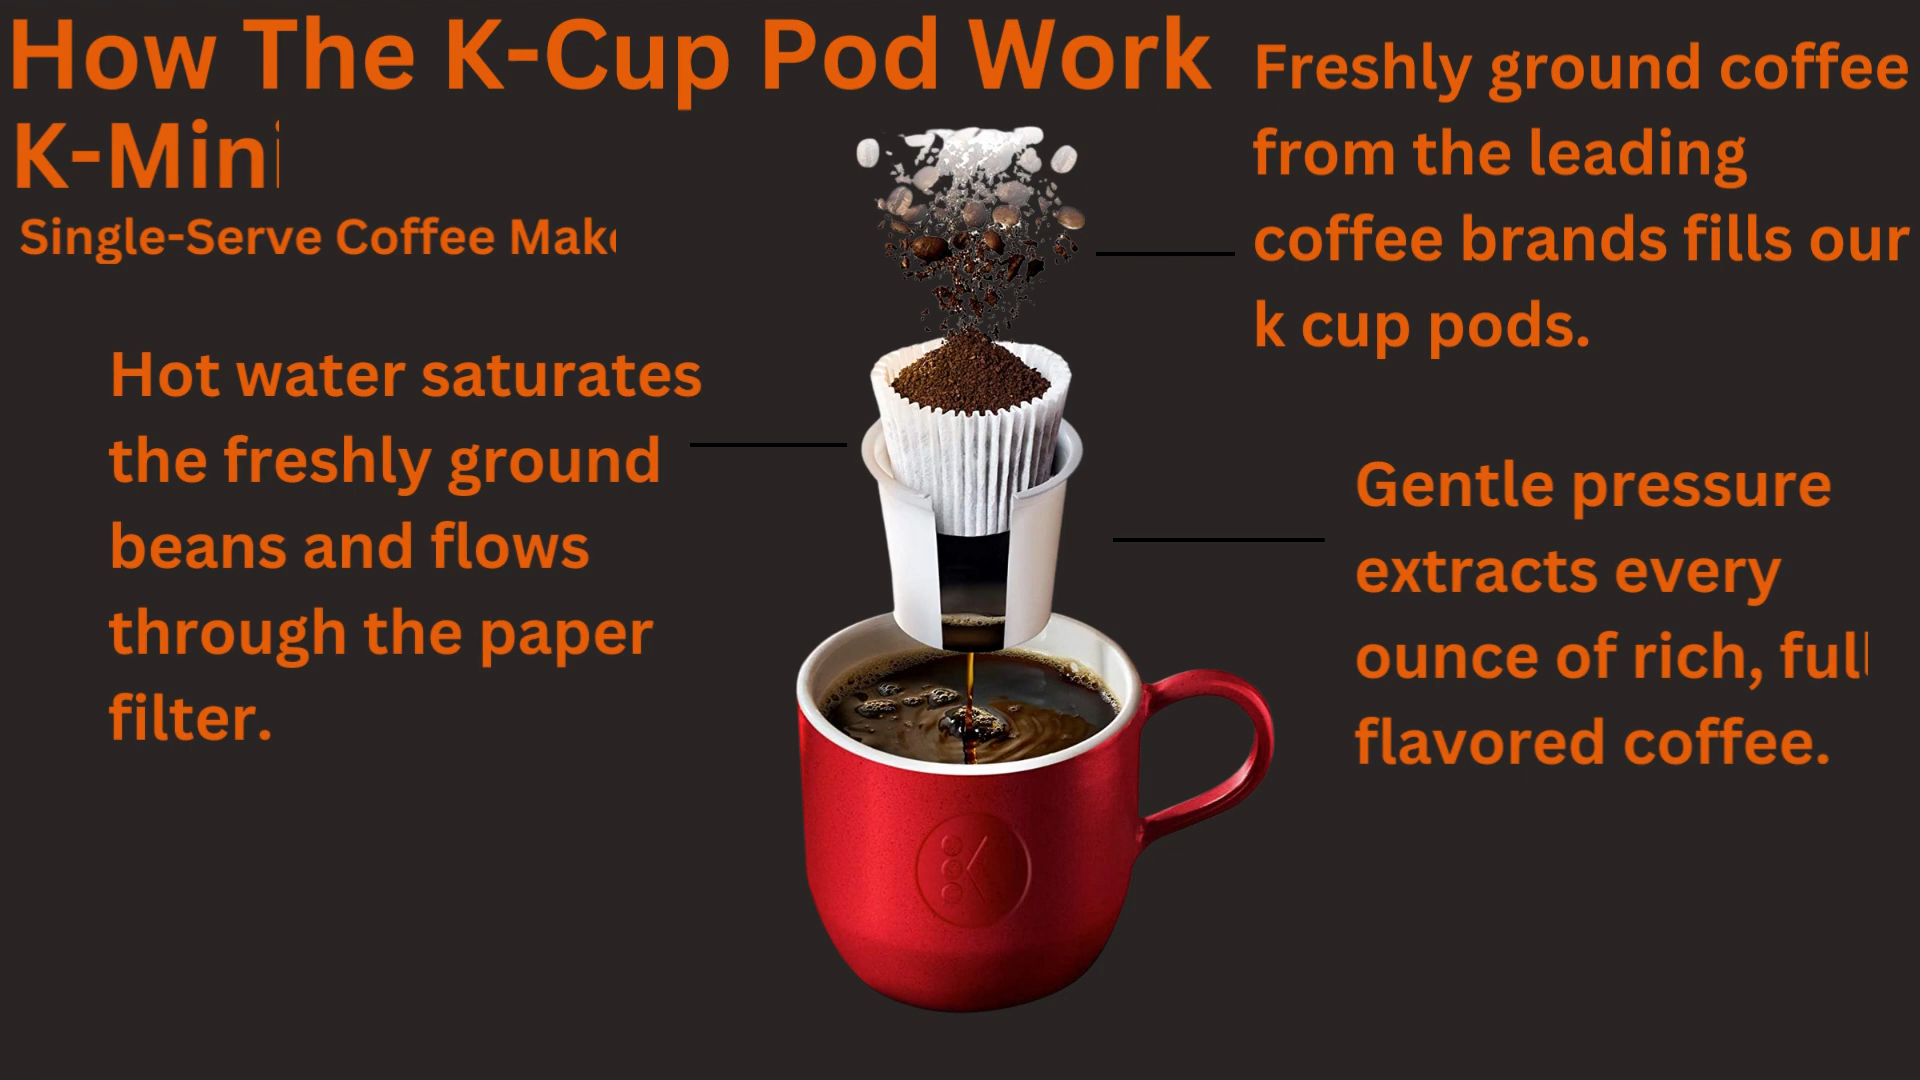 How The K-Cup Pod Work
K-Mini
Single-Serve Coffee Make
Freshly ground coffee
from the leading
coffee brands fills our
k cup pods.
Hot water saturates
the freshly ground
beans and flows
through the paper
filter.
Gentle pressure
extracts every
ounce of rich, full
flavored coffee.